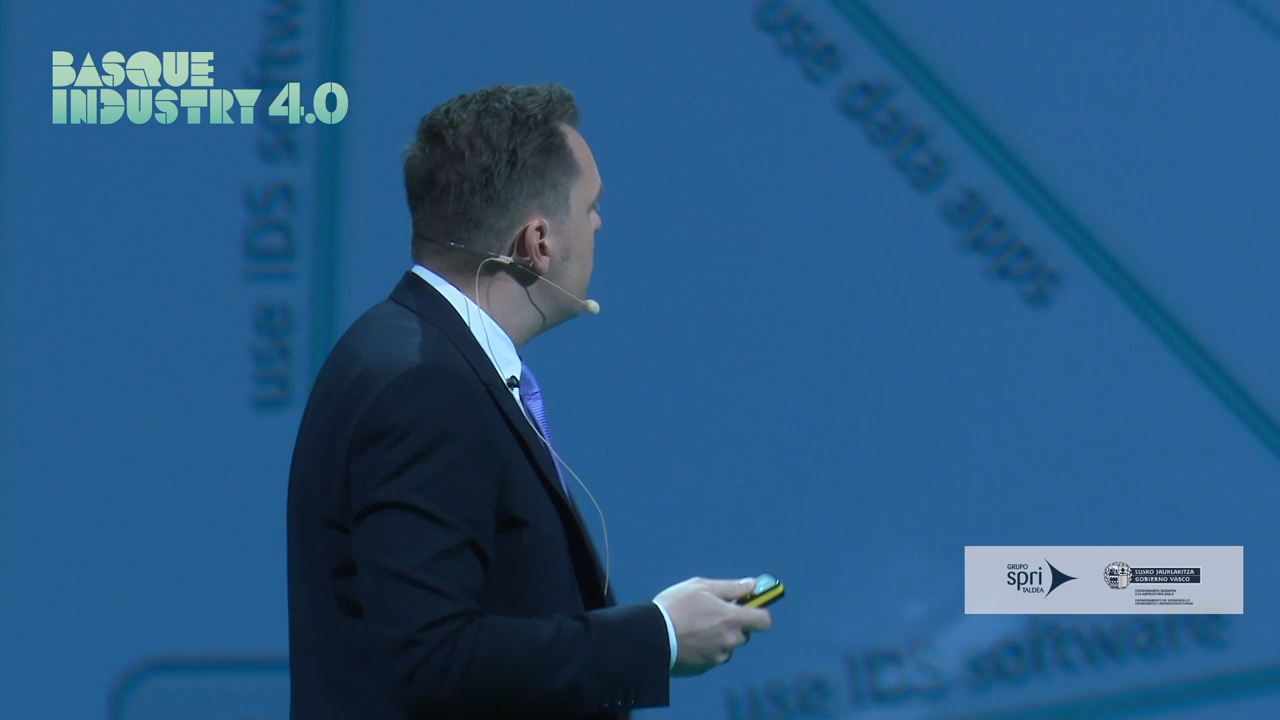 BASQUE
INDUSTRY 4.0
use IDS softw
use data apps
GRUPO
spri
TALDEA
EUSKO JAURLARITZA
GOBIERNO VASCO
use IDS software